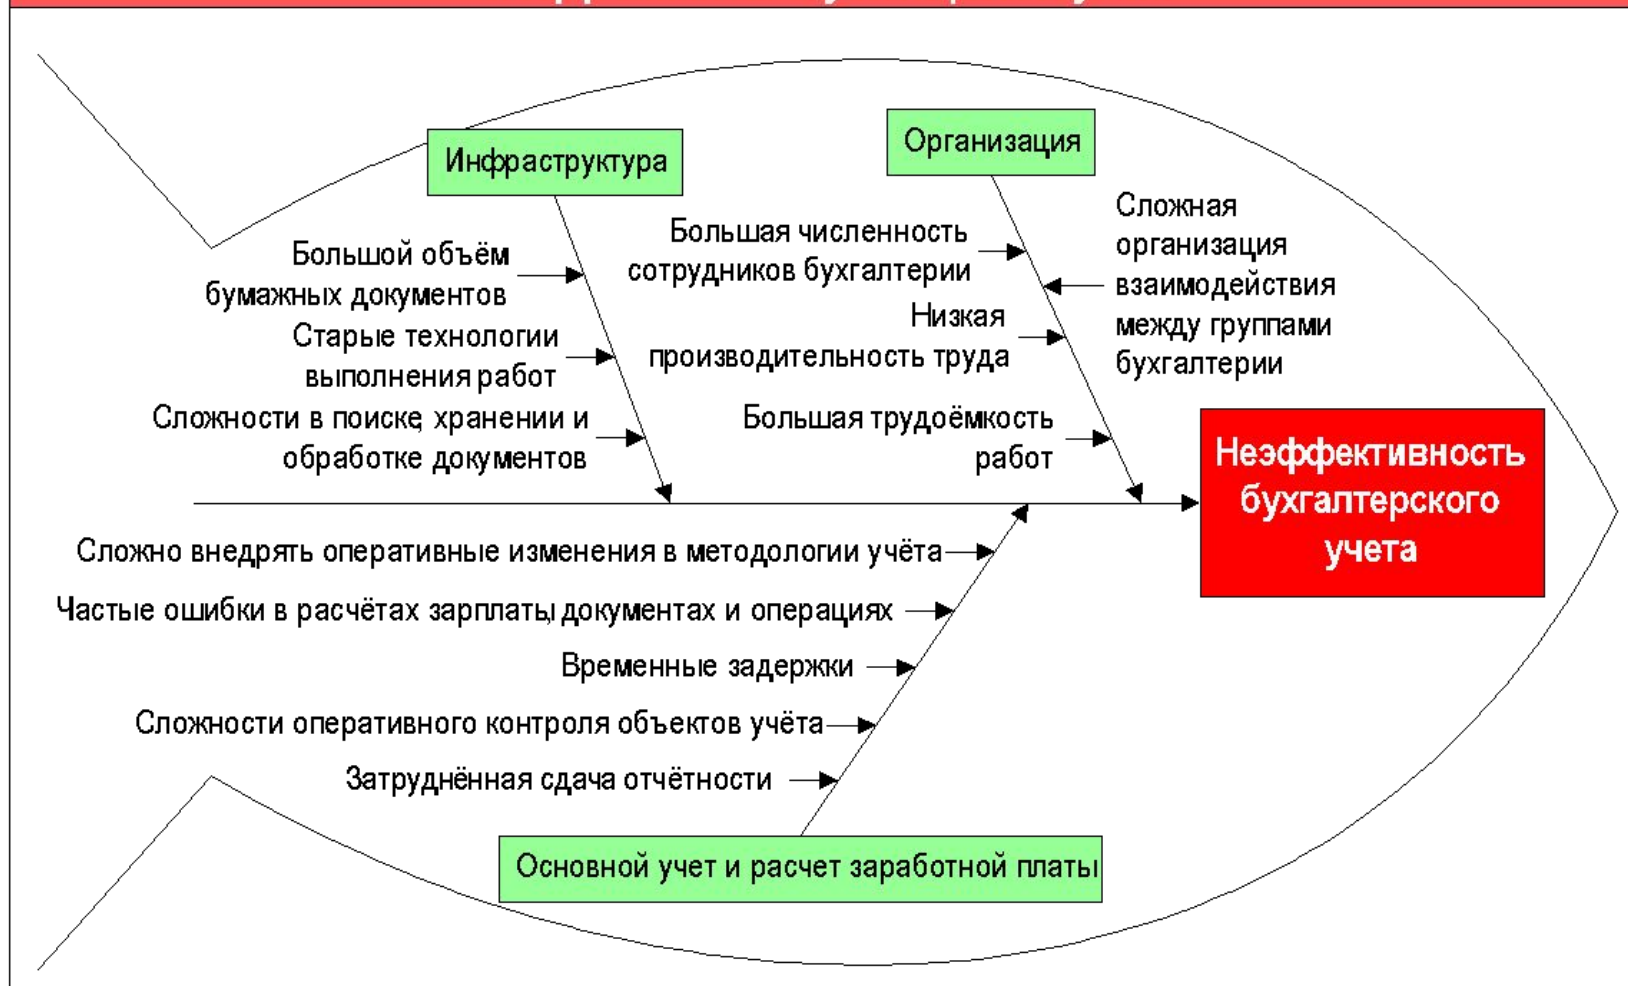 Инфраструктура
Большой объём
бумажных документов
Старые технологии
выполнения работ
Сложности в поиске, хранении и
обработке документов
Организация
Большая численность
сотрудников бухгалтерии
Низкая
производительность труда
Большая трудоёмкость
работ
Сложная
организация
взаимодействия
между группами
бухгалтерии
Неэффективность
бухгалтерского
учета
Сложно внедрять оперативные изменения в методологии учёта
Частые ошибки в расчётах зарплаты, документах и операциях
Временные задержки
Сложности оперативного контроля объектов учёта
Затруднённая сдача отчётности
Основной учет и расчет заработной платы